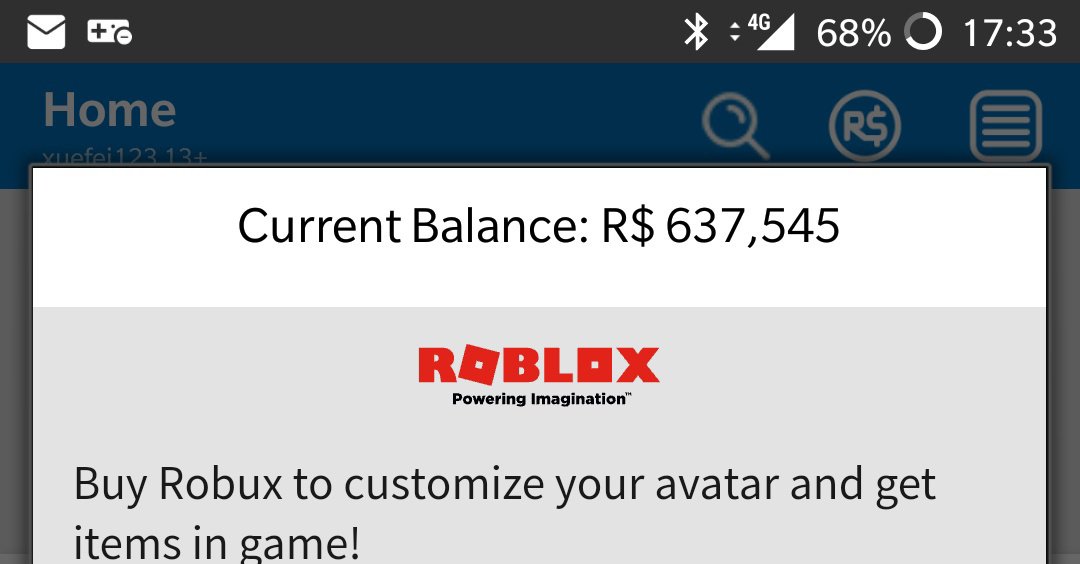 4G 68% 17:33
Home
R$
xuefei123 13+
Current Balance: R$ 637,545
ROBLOX
Powering Imagination™
Buy Robux to customize your avatar and get
items in game!